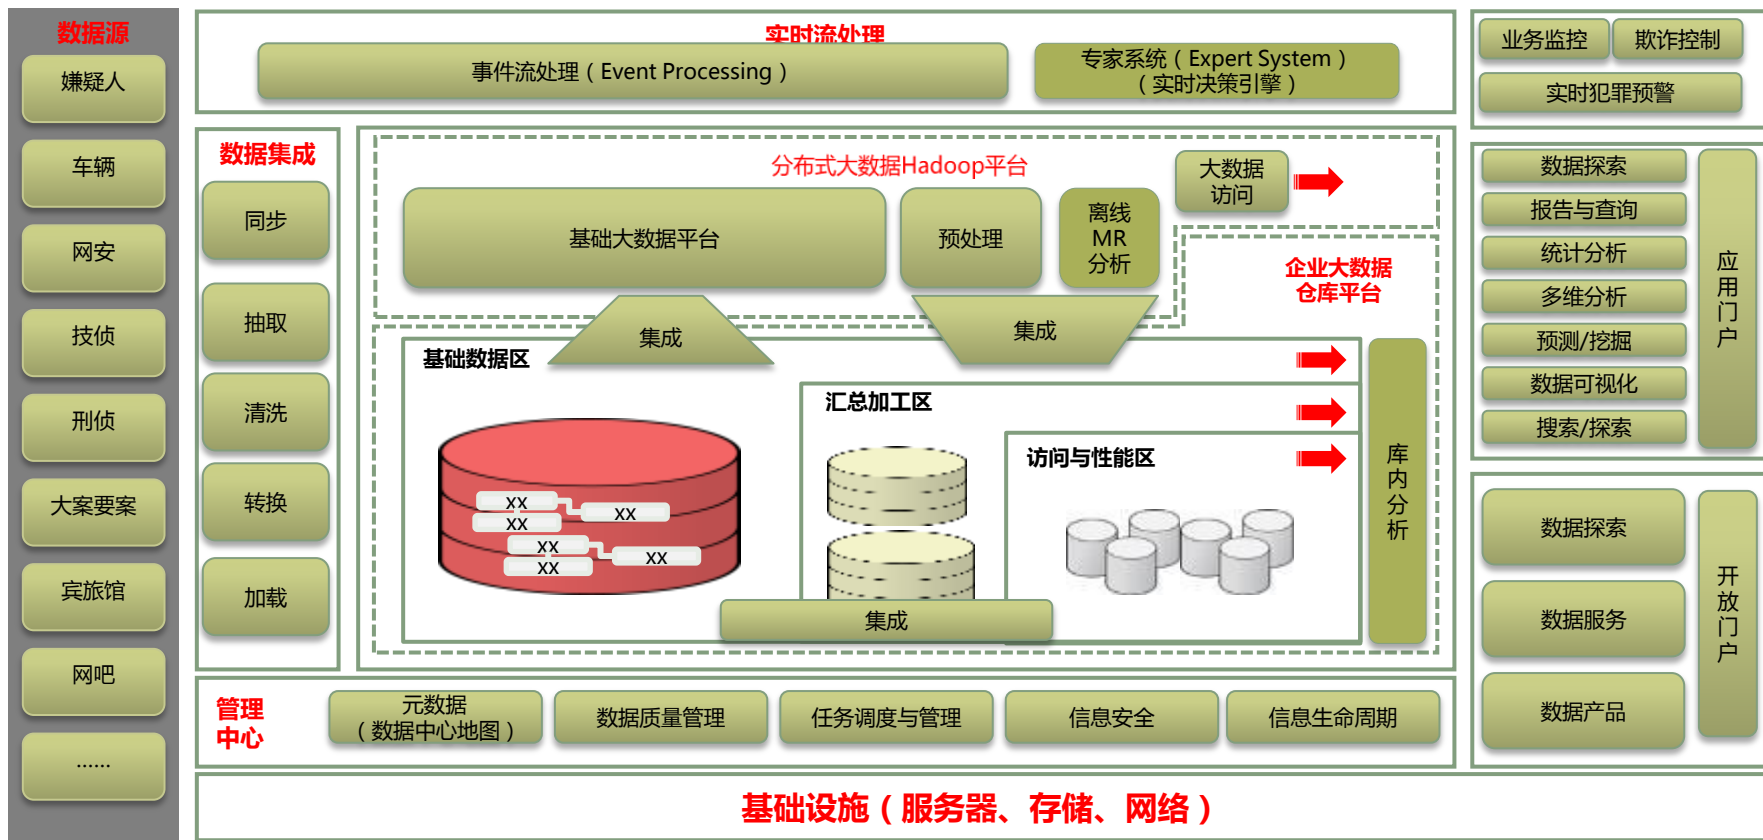 数据源
嫌疑人
车辆
网安
技侦
刑侦
大案要案
宾旅馆
网吧
......
实时流处理
事件流处理（Event Processing）
专家系统（Expert System）
（实时决策引擎）
数据集成
同步
抽取
清洗
转换
加载
分布式大数据Hadoop平台
基础大数据平台
预处理
离线
MR
分析
大数据
访问
企业大数据
仓库平台
集成
集成
基础数据区
汇总加工区
访问与性能区
XX
XX
XX
XX
XX
XX
集成
库内分析
管理
中心
元数据
（数据中心地图）
数据质量管理
任务调度与管理
信息安全
信息生命周期
基础设施（服务器、存储、网络）
业务监控
欺诈控制
实时犯罪预警
数据探索
报告与查询
统计分析
多维分析
预测/挖掘
数据可视化
搜索/探索
应用门户
数据探索
数据服务
数据产品
开放门户